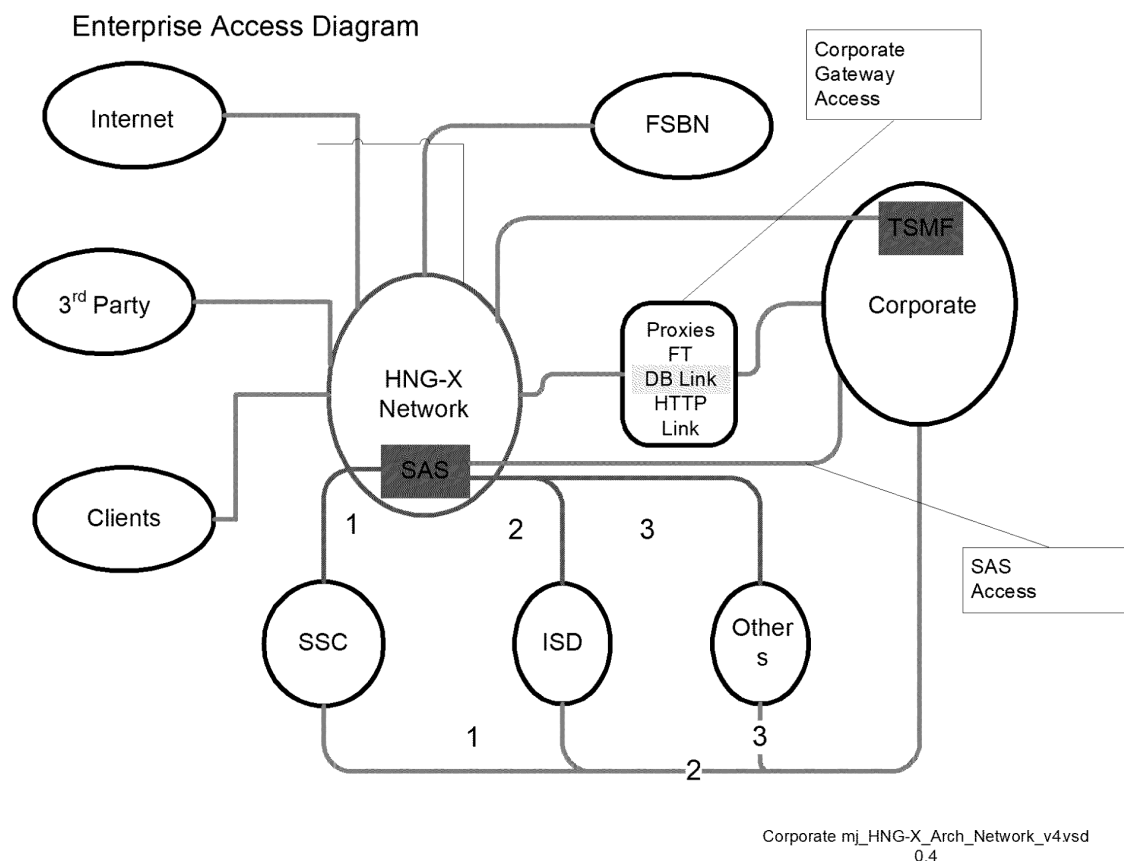 Enterprise Access Diagram
Corporate
Gateway
Access
Internet
FSBN
TSMF
3rd Party
Corporate
Proxies
FT
DB Link
HTTP
Link
HNG-X
Network
SAS
Clients
1
2
3
SAS
Access
SSC
ISD
Other
s
1
3
2
Corporate mj_HNG-X_Arch_Network_v4.vsd
0.4